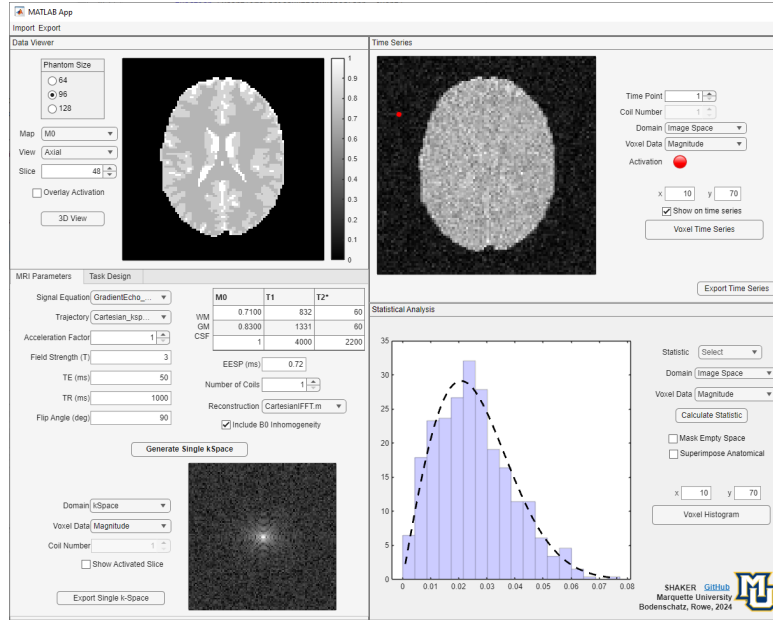 MATLAB App
Import Export
Data Viewer
Phantom Size
64
96
128
Map M0
View Axial
Slice 48
Overlay Activation
3D View
1
0.9
0.8
0.7
0.6
0.5
0.4
0.3
0.2
0.1
0
Time Series
Time Point 1
Coil Number 1
Domain Image Space
Voxel Data Magnitude
Activation
x 10 y 70
Show on time series
Voxel Time Series
Export Time Series
MRI Parameters Task Design
Signal Equation GradientEcho_...
Trajectory Cartesian_ksp...
Acceleration Factor 1
Field Strength (T) 3
TE (ms) 50
TR (ms) 1000
Flip Angle (deg) 90
M0 T1 T2*
WM 0.7100 832 60
GM 0.8300 1331 60
CSF 1 4000 2200
EESP (ms) 0.72
Number of Coils 1
Reconstruction CartesianIFFT.m
Include B0 Inhomogeneity
Generate Single kSpace
Domain kSpace
Voxel Data Magnitude
Coil Number 1
Show Activated Slice
Export Single k-Space
Statistical Analysis
35
30
25
20
15
10
5
0
0 0.01 0.02 0.03 0.04 0.05 0.06 0.07 0.08
Statistic Select
Domain Image Space
Voxel Data Magnitude
Calculate Statistic
Mask Empty Space
Superimpose Anatomical
x 10 y 70
Voxel Histogram
SHAKER GitHub
Marquette University
Bodenschatz, Rowe, 2024
MU